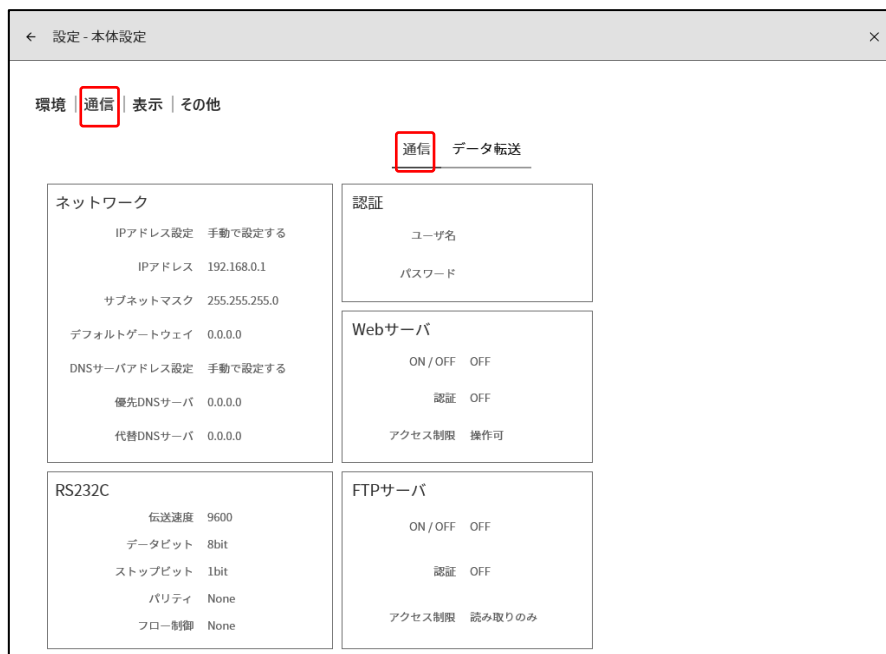 ← 設定 - 本体設定 ×
環境 | 通信 | 表示 | その他
通信 データ転送
ネットワーク
IPアドレス設定 手動で設定する
IPアドレス 192.168.0.1
サブネットマスク 255.255.255.0
デフォルトゲートウェイ 0.0.0.0
DNSサーバアドレス設定 手動で設定する
優先DNSサーバ 0.0.0.0
代替DNSサーバ 0.0.0.0
認証
ユーザ名
パスワード
Webサーバ
ON / OFF OFF
認証 OFF
アクセス制限 操作可
RS232C
伝送速度 9600
データビット 8bit
ストップビット 1bit
パリティ None
フロー制御 None
FTPサーバ
ON / OFF OFF
認証 OFF
アクセス制限 読み取りのみ